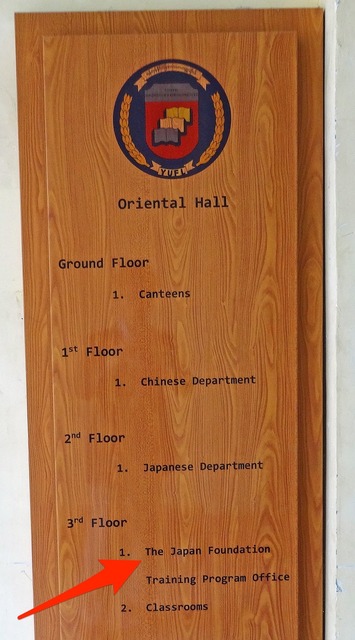 YUFL
Oriental Hall
Ground Floor
1. Canteens
1st Floor
1. Chinese Department
2nd Floor
1. Japanese Department
3rd Floor
1. The Japan Foundation
Training Program Office
2. Classrooms